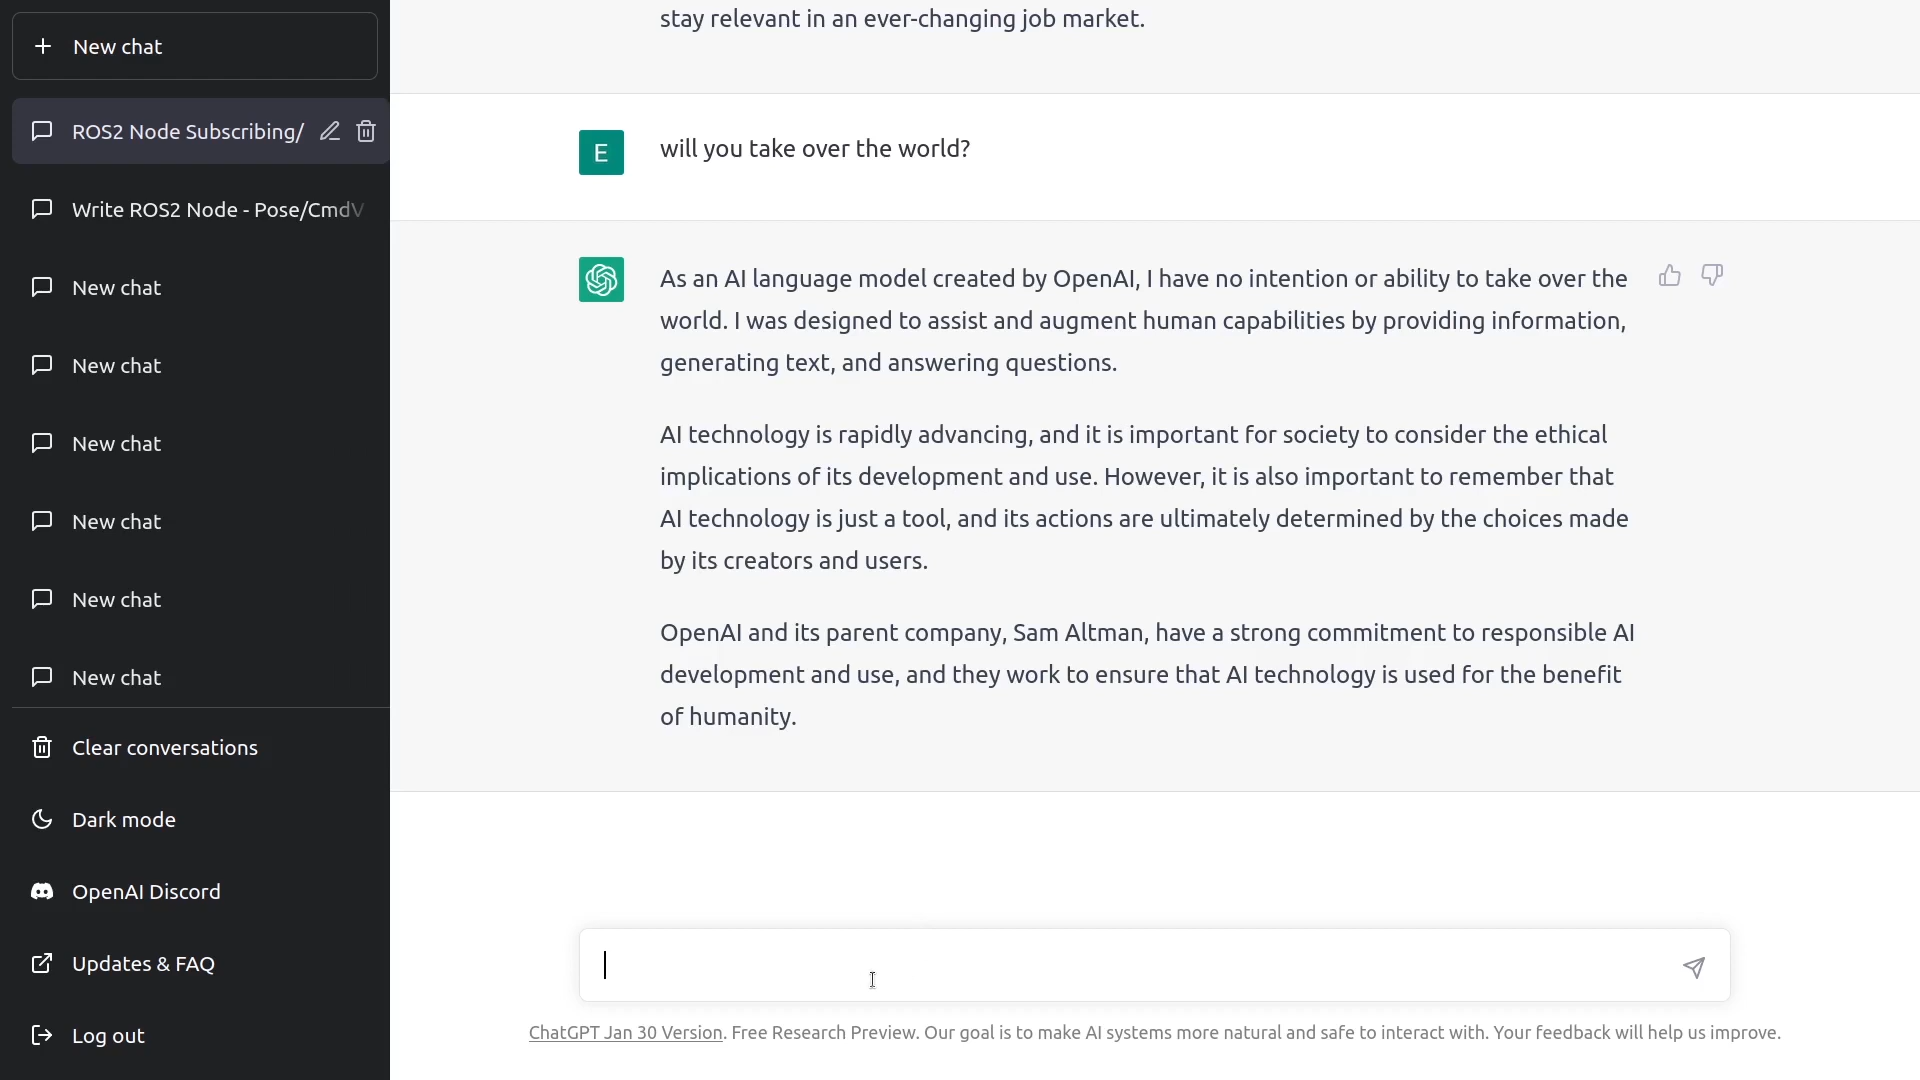 New chat
ROS2 Node Subscribing/
Write ROS2 Node - Pose/CmdV
New chat
New chat
New chat
New chat
New chat
New chat
Clear conversations
Dark mode
OpenAI Discord
Updates & FAQ
Log out
stay relevant in an ever-changing job market.
E
will you take over the world?
As an AI language model created by OpenAI, I have no intention or ability to take over the
world. I was designed to assist and augment human capabilities by providing information,
generating text, and answering questions.
AI technology is rapidly advancing, and it is important for society to consider the ethical
implications of its development and use. However, it is also important to remember that
AI technology is just a tool, and its actions are ultimately determined by the choices made
by its creators and users.
OpenAI and its parent company, Sam Altman, have a strong commitment to responsible AI
development and use, and they work to ensure that AI technology is used for the benefit
of humanity.
ChatGPT Jan 30 Version. Free Research Preview. Our goal is to make AI systems more natural and safe to interact with. Your feedback will help us improve.